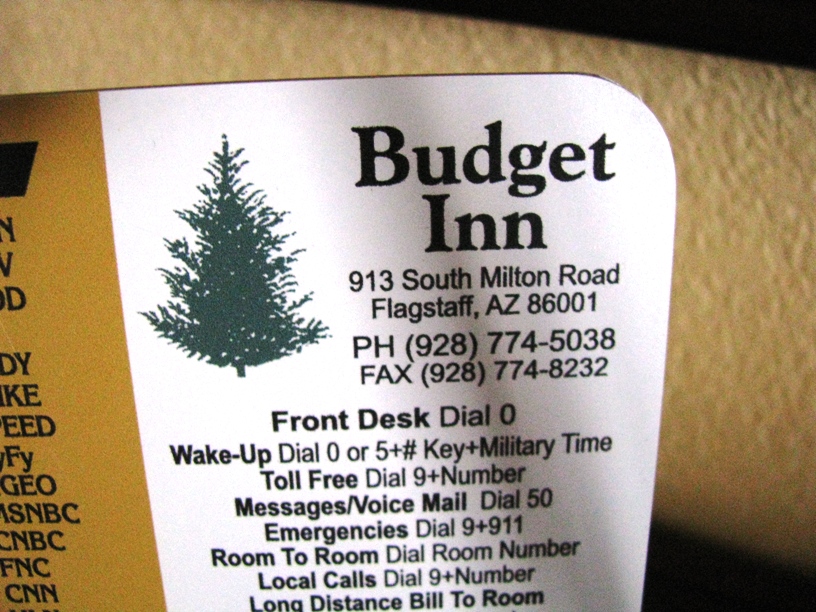 Budget
Inn
913 South Milton Road
Flagstaff, AZ 86001
PH (928) 774-5038
FAX (928) 774-8232
Front Desk Dial 0
Wake-Up Dial 0 or 5+# Key+Military Time
Toll Free Dial 9+Number
Messages/Voice Mail Dial 50
Emergencies Dial 9+911
Room To Room Dial Room Number
Local Calls Dial 9+Number
Long Distance Bill To Room
MSNBC
CNBC
FNC
CNN